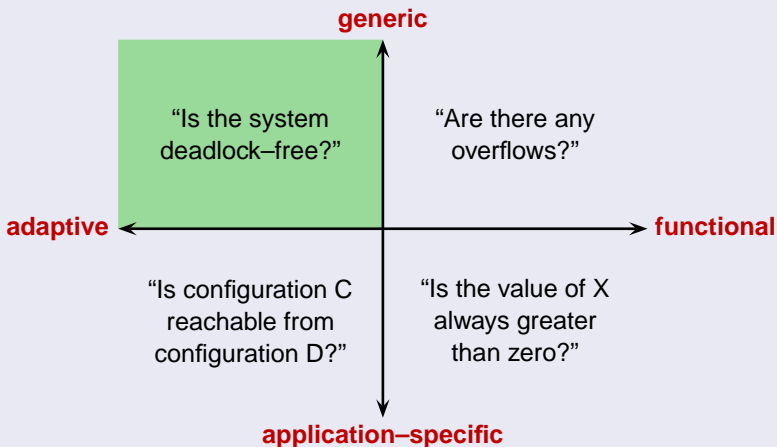 generic
“Is the system
deadlock–free?”
“Are there any
overflows?”
adaptive
functional
“Is configuration C
reachable from
configuration D?”
“Is the value of X
always greater
than zero?”
application–specific